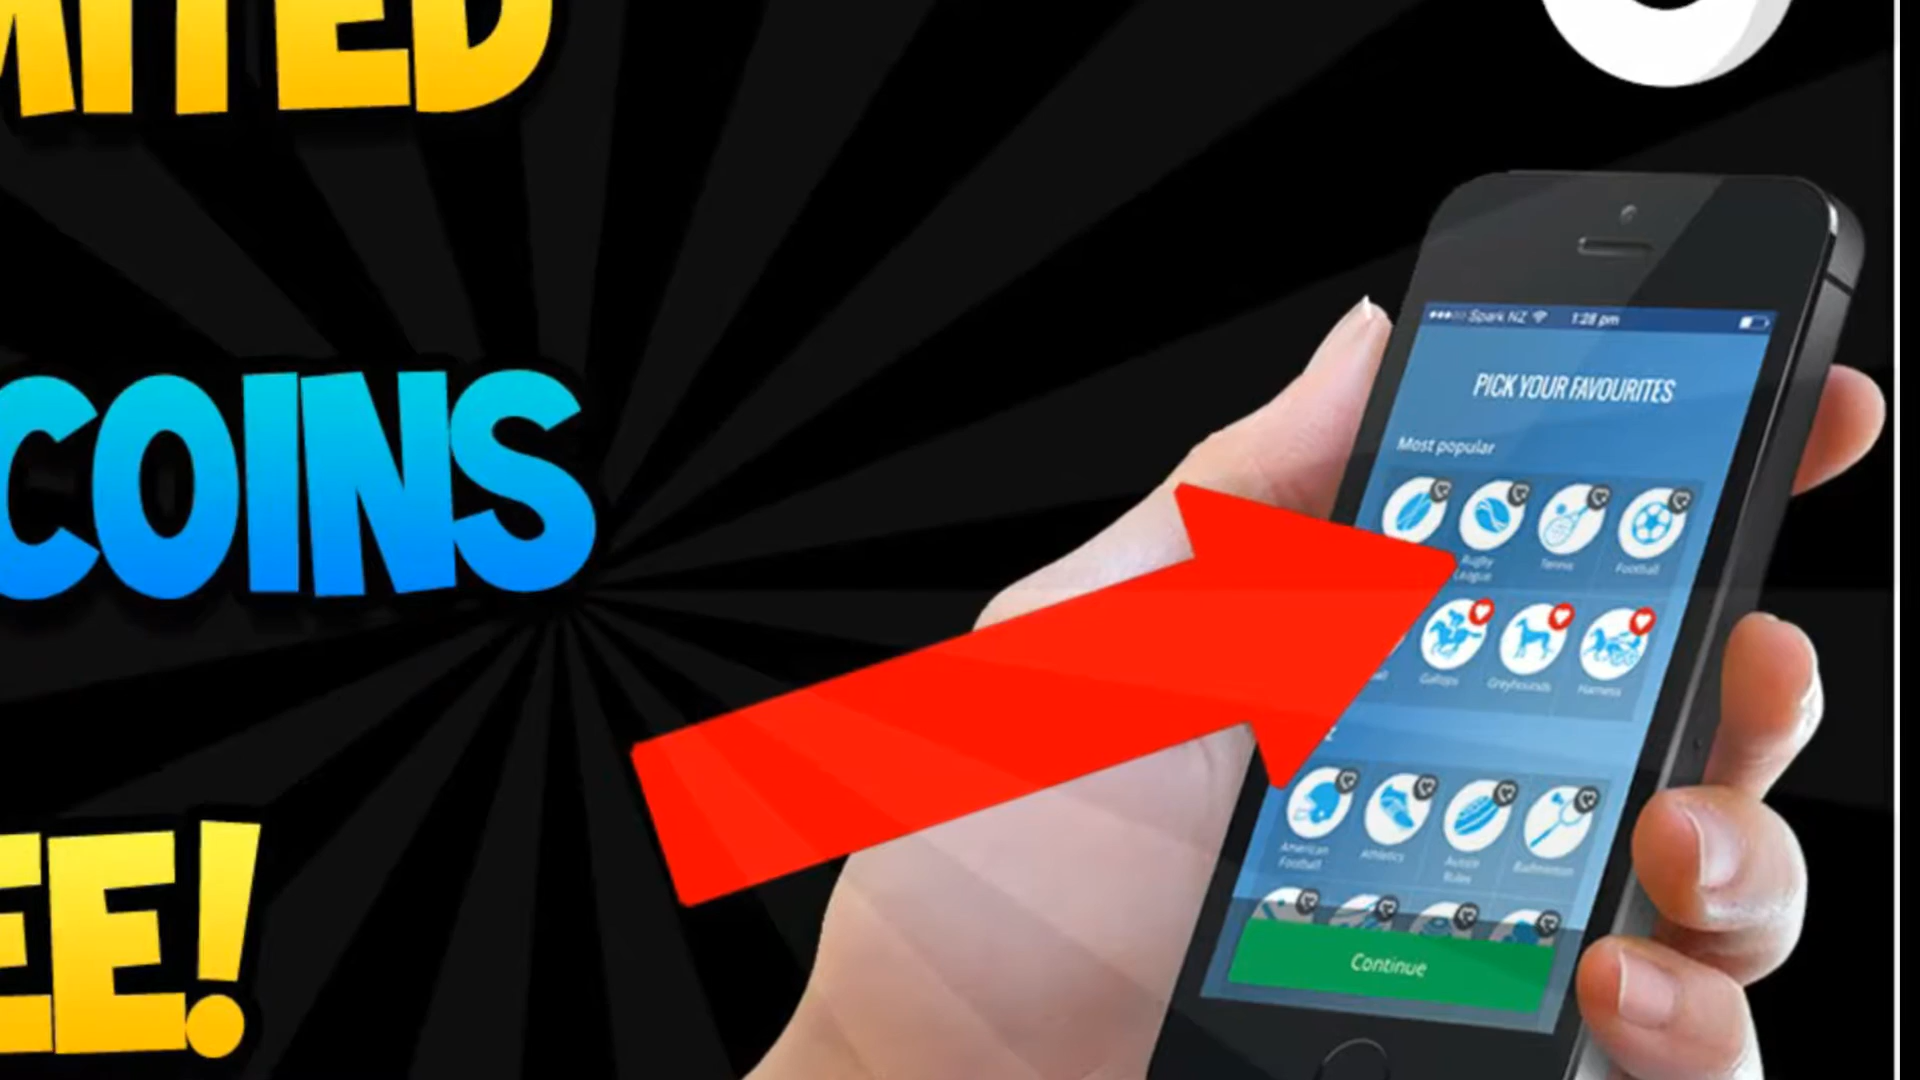 MITED
COINS
EE!
Spark NZ 1:28 pm
PICK YOUR FAVOURITES
Most popular
Rugby League
Tennis
Football
Gallops
Greyhounds
Harness
American Football
Athletics
Aussie Rules
Badminton
Continue